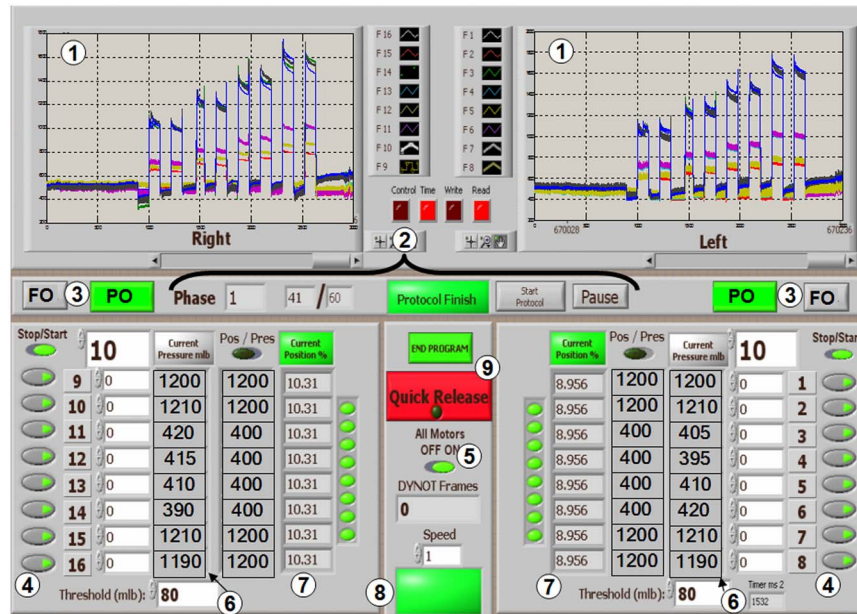 1
F16
F15
F14
F13
F12
F11
F10
F9
F1
F2
F3
F4
F5
F6
F7
F8
1
Control Time Write Read
Right
2
670028
670236
Left
FO 3 PO
Phase 1 41 / 60
Protocol Finish
Start Protocol
Pause
PO 3 FO
Stop/Start
10
Current Pressure mlb
Pos / Pres
Current Position %
9 0 1200 1200 10.31
10 0 1210 1200 10.31
11 0 420 400 10.31
12 0 415 400 10.31
13 0 410 400 10.31
14 0 390 400 10.31
15 0 1210 1200 10.31
16 0 1190 1200 10.31
4
Threshold (mlb): 80
6
7
END PROGRAM
9
Quick Release
All Motors
OFF ON
5
DYNOT Frames
0
Speed
1
8
Current Position %
Pos / Pres
Current Pressure mlb
10
Stop/Start
8.956 1200 1200 0 1
8.956 1200 1210 0 2
8.956 400 405 0 3
8.956 400 395 0 4
8.956 400 410 0 5
8.956 400 420 0 6
8.956 1200 1210 0 7
8.956 1200 1190 0 8
7
Threshold (mlb): 80
6
Timer ms 2
1532
4